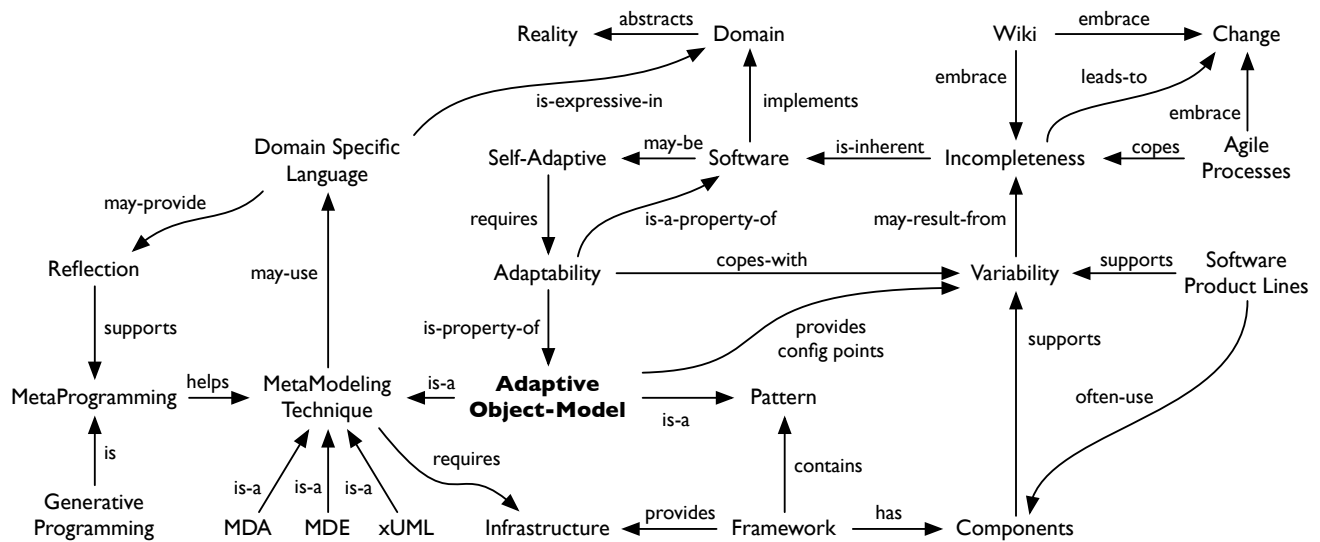 Reality
abstracts
Domain
Wiki
embrace
Change
is-expressive-in
implements
embrace
leads-to
embrace
Domain Specific
Language
Self-Adaptive
may-be
Software
is-inherent
Incompleteness
copes
Agile
Processes
may-provide
requires
is-a-property-of
may-result-from
Reflection
may-use
Adaptability
copes-with
Variability
supports
Software
Product Lines
supports
is-property-of
provides
config points
supports
MetaProgramming
helps
MetaModeling
Technique
is-a
Adaptive
Object-Model
is-a
Pattern
often-use
is
is-a
is-a
is-a
requires
contains
Generative
Programming
MDA
MDE
xUML
Infrastructure
provides
Framework
has
Components